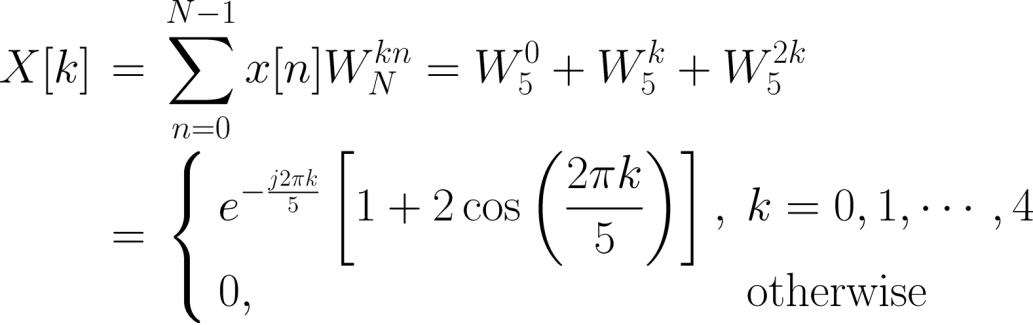 $X[k] = \sum_{n=0}^{N-1} x[n]W_N^{kn} = W_5^0 + W_5^k + W_5^{2k}$
$= \begin{cases} e^{-\frac{j2\pi k}{5}} \left[ 1 + 2\cos\left( \dfrac{2\pi k}{5} \right) \right], & k = 0, 1, \cdots, 4 \\ 0, & \text{otherwise} \end{cases}$